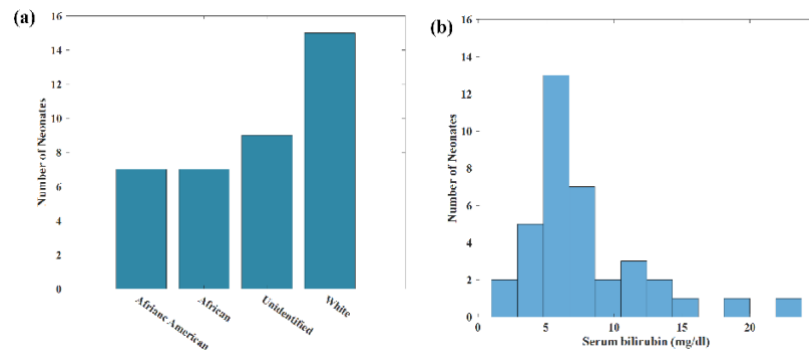 (a)
16
14
12
10
8
6
4
2
0
Number of Neonates
Afrianc American
African
Unidentified
White
(b)
16
14
12
10
8
6
4
2
0
Number of Neonates
0 5 10 15 20
Serum bilirubin (mg/dl)